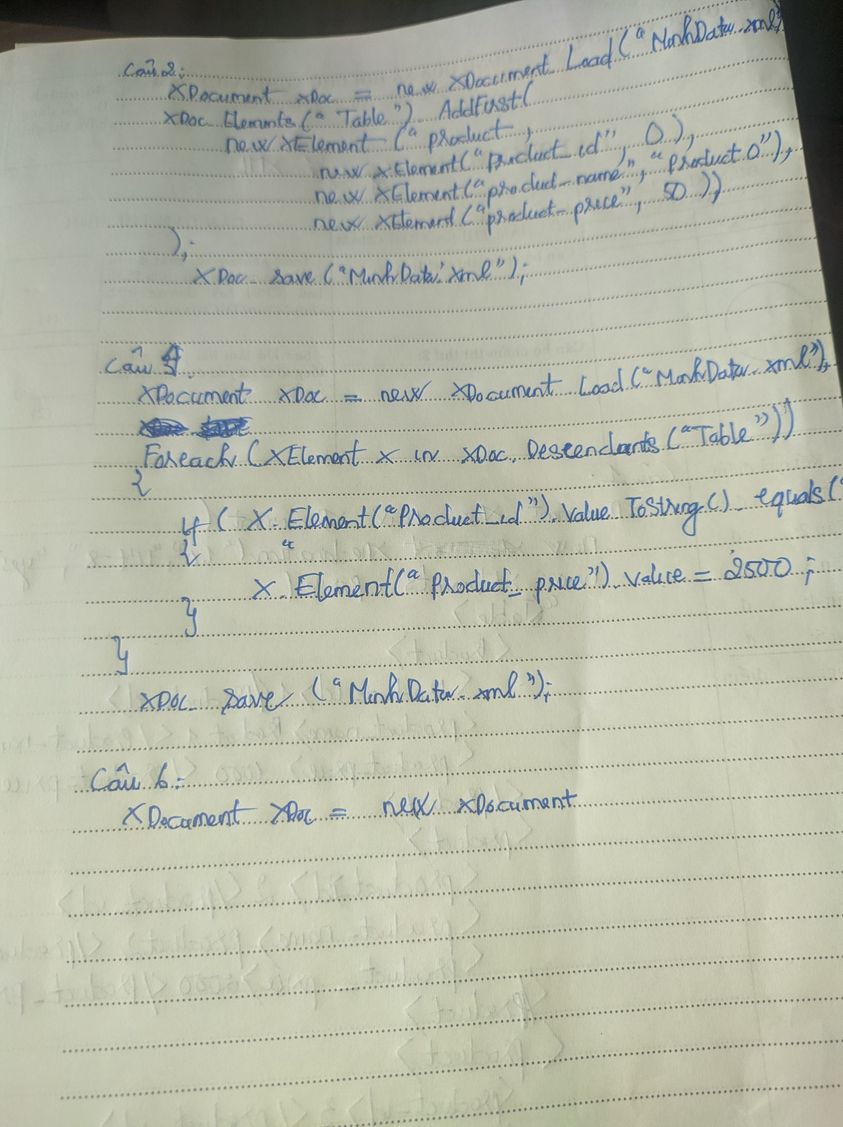 Câu 2:
XDocument xDoc = new XDocument.Load("MinhData.xml")
XDoc.Elements("Table").AddFirst(
new XElement("product",
new XElement("product_id", 0),
new XElement("product_name", "product 0"),
new XElement("product_price", 50))
);
XDoc.save("MinhData.xml");
Câu
XDocument xDoc = new XDocument.Load("MinhData.xml");
Foreach (XElement x in xDoc.Descendants("Table"))
{
if (X.Element("Product_id").Value ToString().equals("
{
X.Element("Product_price").value = 2500;
}
}
xDoc.save("MinhData.xml");
Câu 6:
XDocument XDoc = new XDocument